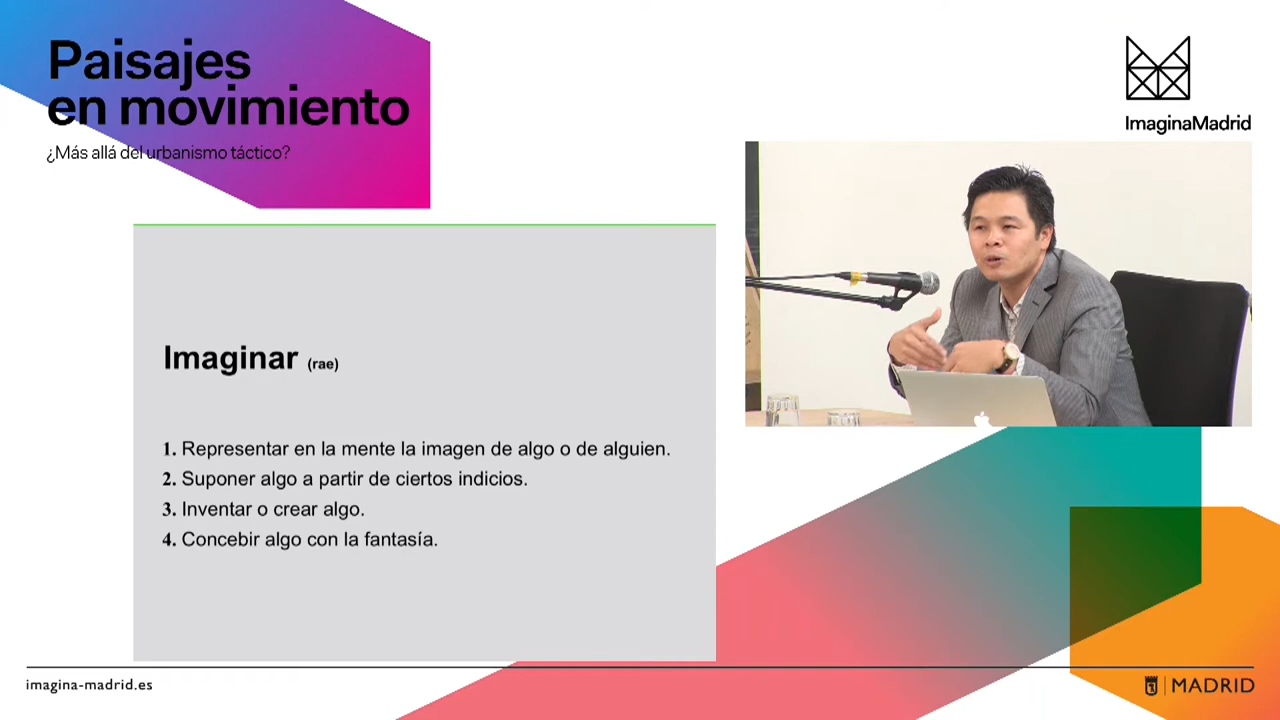 Paisajes
en movimiento
¿Más allá del urbanismo táctico?
ImaginaMadrid
Imaginar (rae)
1. Representar en la mente la imagen de algo o de alguien.
2. Suponer algo a partir de ciertos indicios.
3. Inventar o crear algo.
4. Concebir algo con la fantasía.
imagina-madrid.es
MADRID